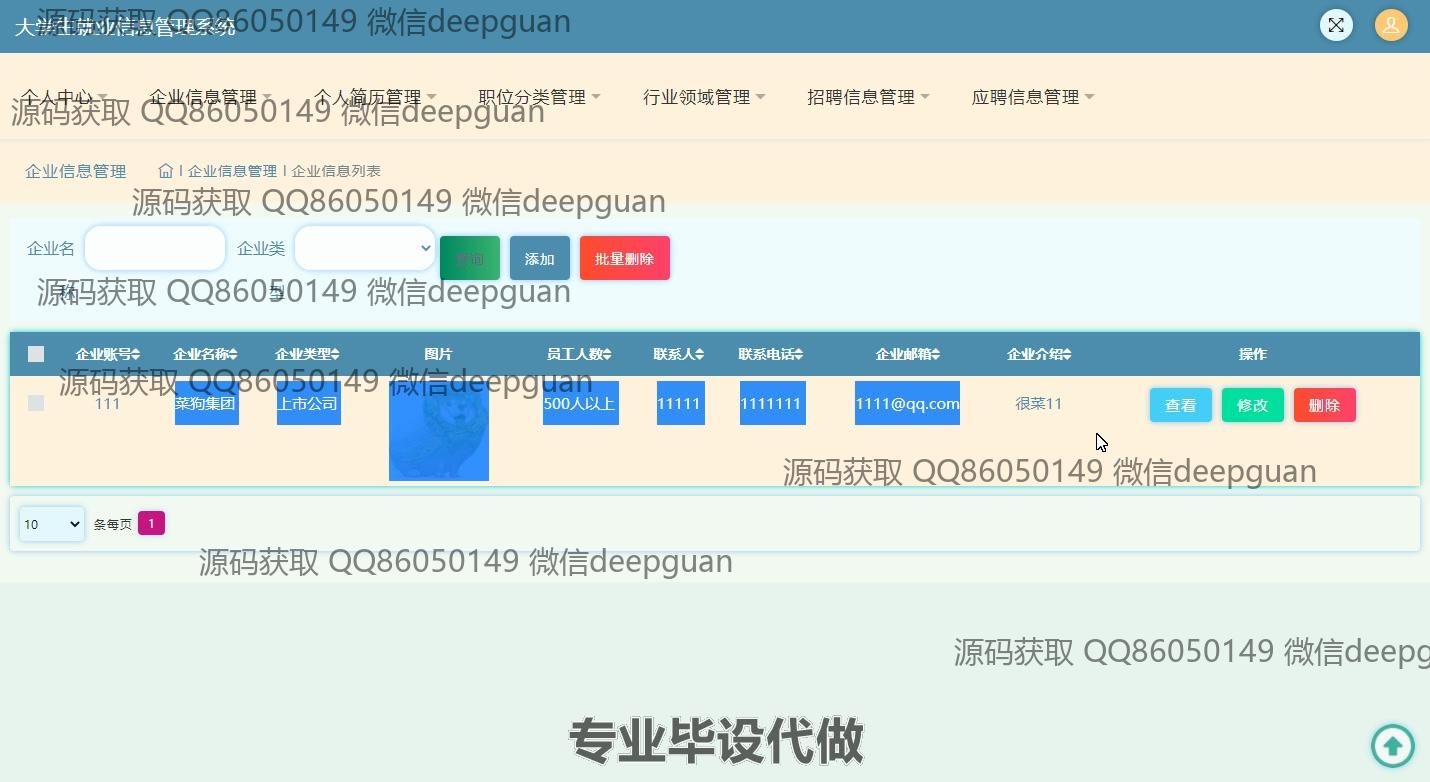 大学生就业信息管理系统
源码获取 QQ86050149 微信deepguan
个人中心 企业信息管理 个人简历管理 职位分类管理 行业领域管理 招聘信息管理 应聘信息管理
源码获取 QQ86050149 微信deepguan
企业信息管理 企业信息管理 企业信息列表
源码获取 QQ86050149 微信deepguan
企业名称 企业类型 查询 添加 批量删除
源码获取 QQ86050149 微信deepguan
企业账号 企业名称 企业类型 图片 员工人数 联系人 联系电话 企业邮箱 企业介绍 操作
源码获取 QQ86050149 微信deepguan
111 菜狗集团 上市公司 500人以上 11111 1111111 1111@qq.com 很菜11 查看 修改 删除
源码获取 QQ86050149 微信deepguan
10 条每页 1
源码获取 QQ86050149 微信deepguan
源码获取 QQ86050149 微信deepg
专业毕设代做